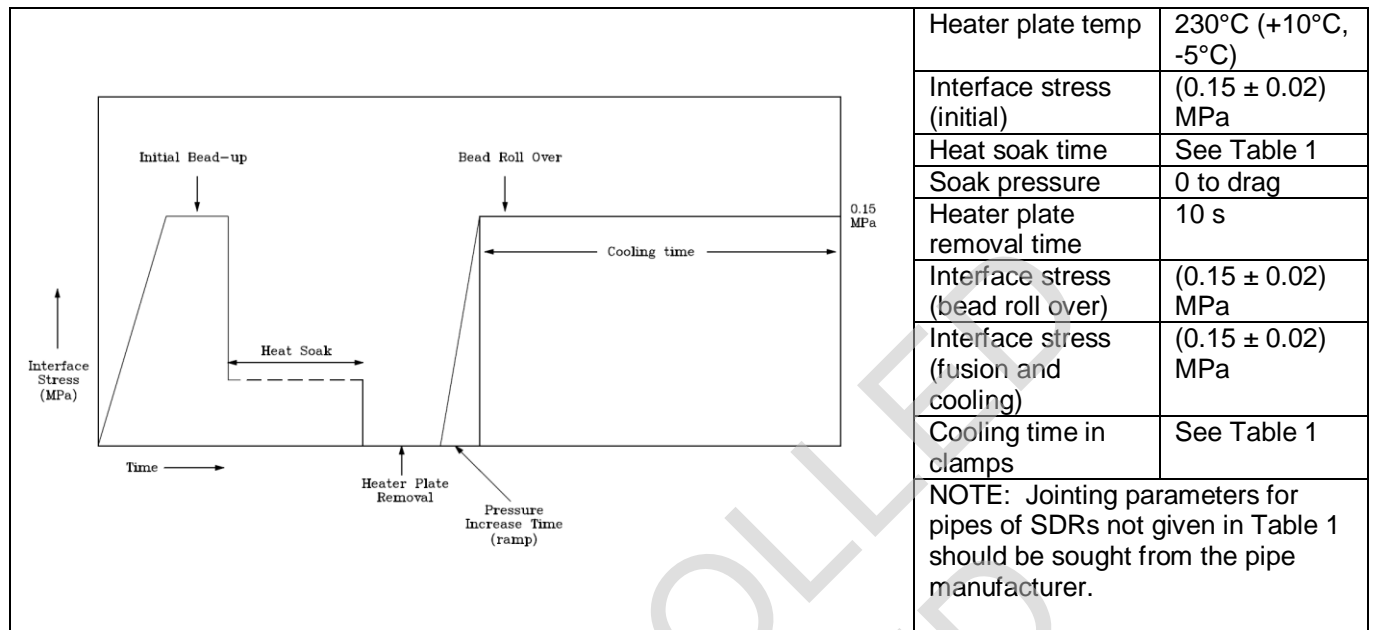 Initial Bead-up
Bead Roll Over
0.15
MPa
Cooling time
Heat Soak
Interface
Stress
(MPa)
Time
Heater Plate
Removal
Pressure
Increase Time
(ramp)
Heater plate temp
230°C (+10°C,
-5°C)
Interface stress
(initial)
(0.15 ± 0.02)
MPa
Heat soak time
See Table 1
Soak pressure
0 to drag
Heater plate
removal time
10 s
Interface stress
(bead roll over)
(0.15 ± 0.02)
MPa
Interface stress
(fusion and
cooling)
(0.15 ± 0.02)
MPa
Cooling time in
clamps
See Table 1
NOTE: Jointing parameters for
pipes of SDRs not given in Table 1
should be sought from the pipe
manufacturer.
OLLED